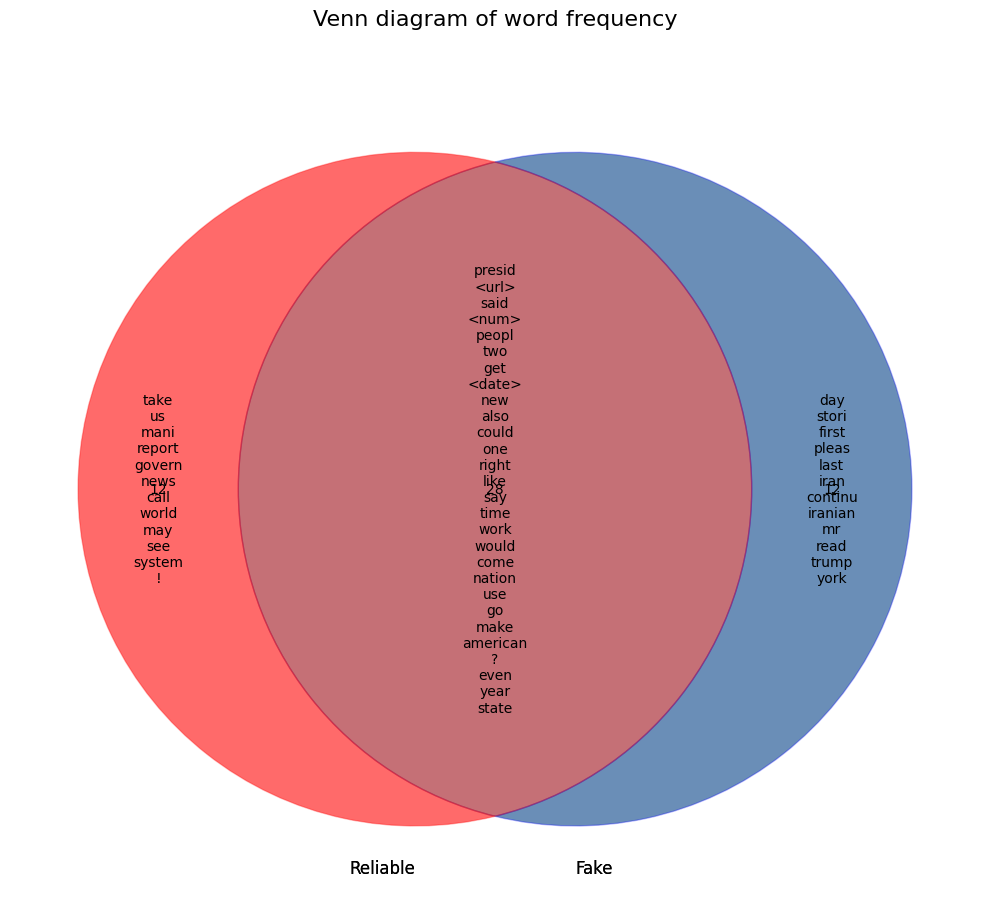 Venn diagram of word frequency
take
us
mani
report
govern
news
12
call
world
may
see
system
!
presid
<url>
said
<num>
peopl
two
get
<date>
new
also
could
one
right
like
28
say
time
work
would
come
nation
use
go
make
american
?
even
year
state
day
stori
first
pleas
last
iran
12
continu
iranian
mr
read
trump
york
Reliable
Fake